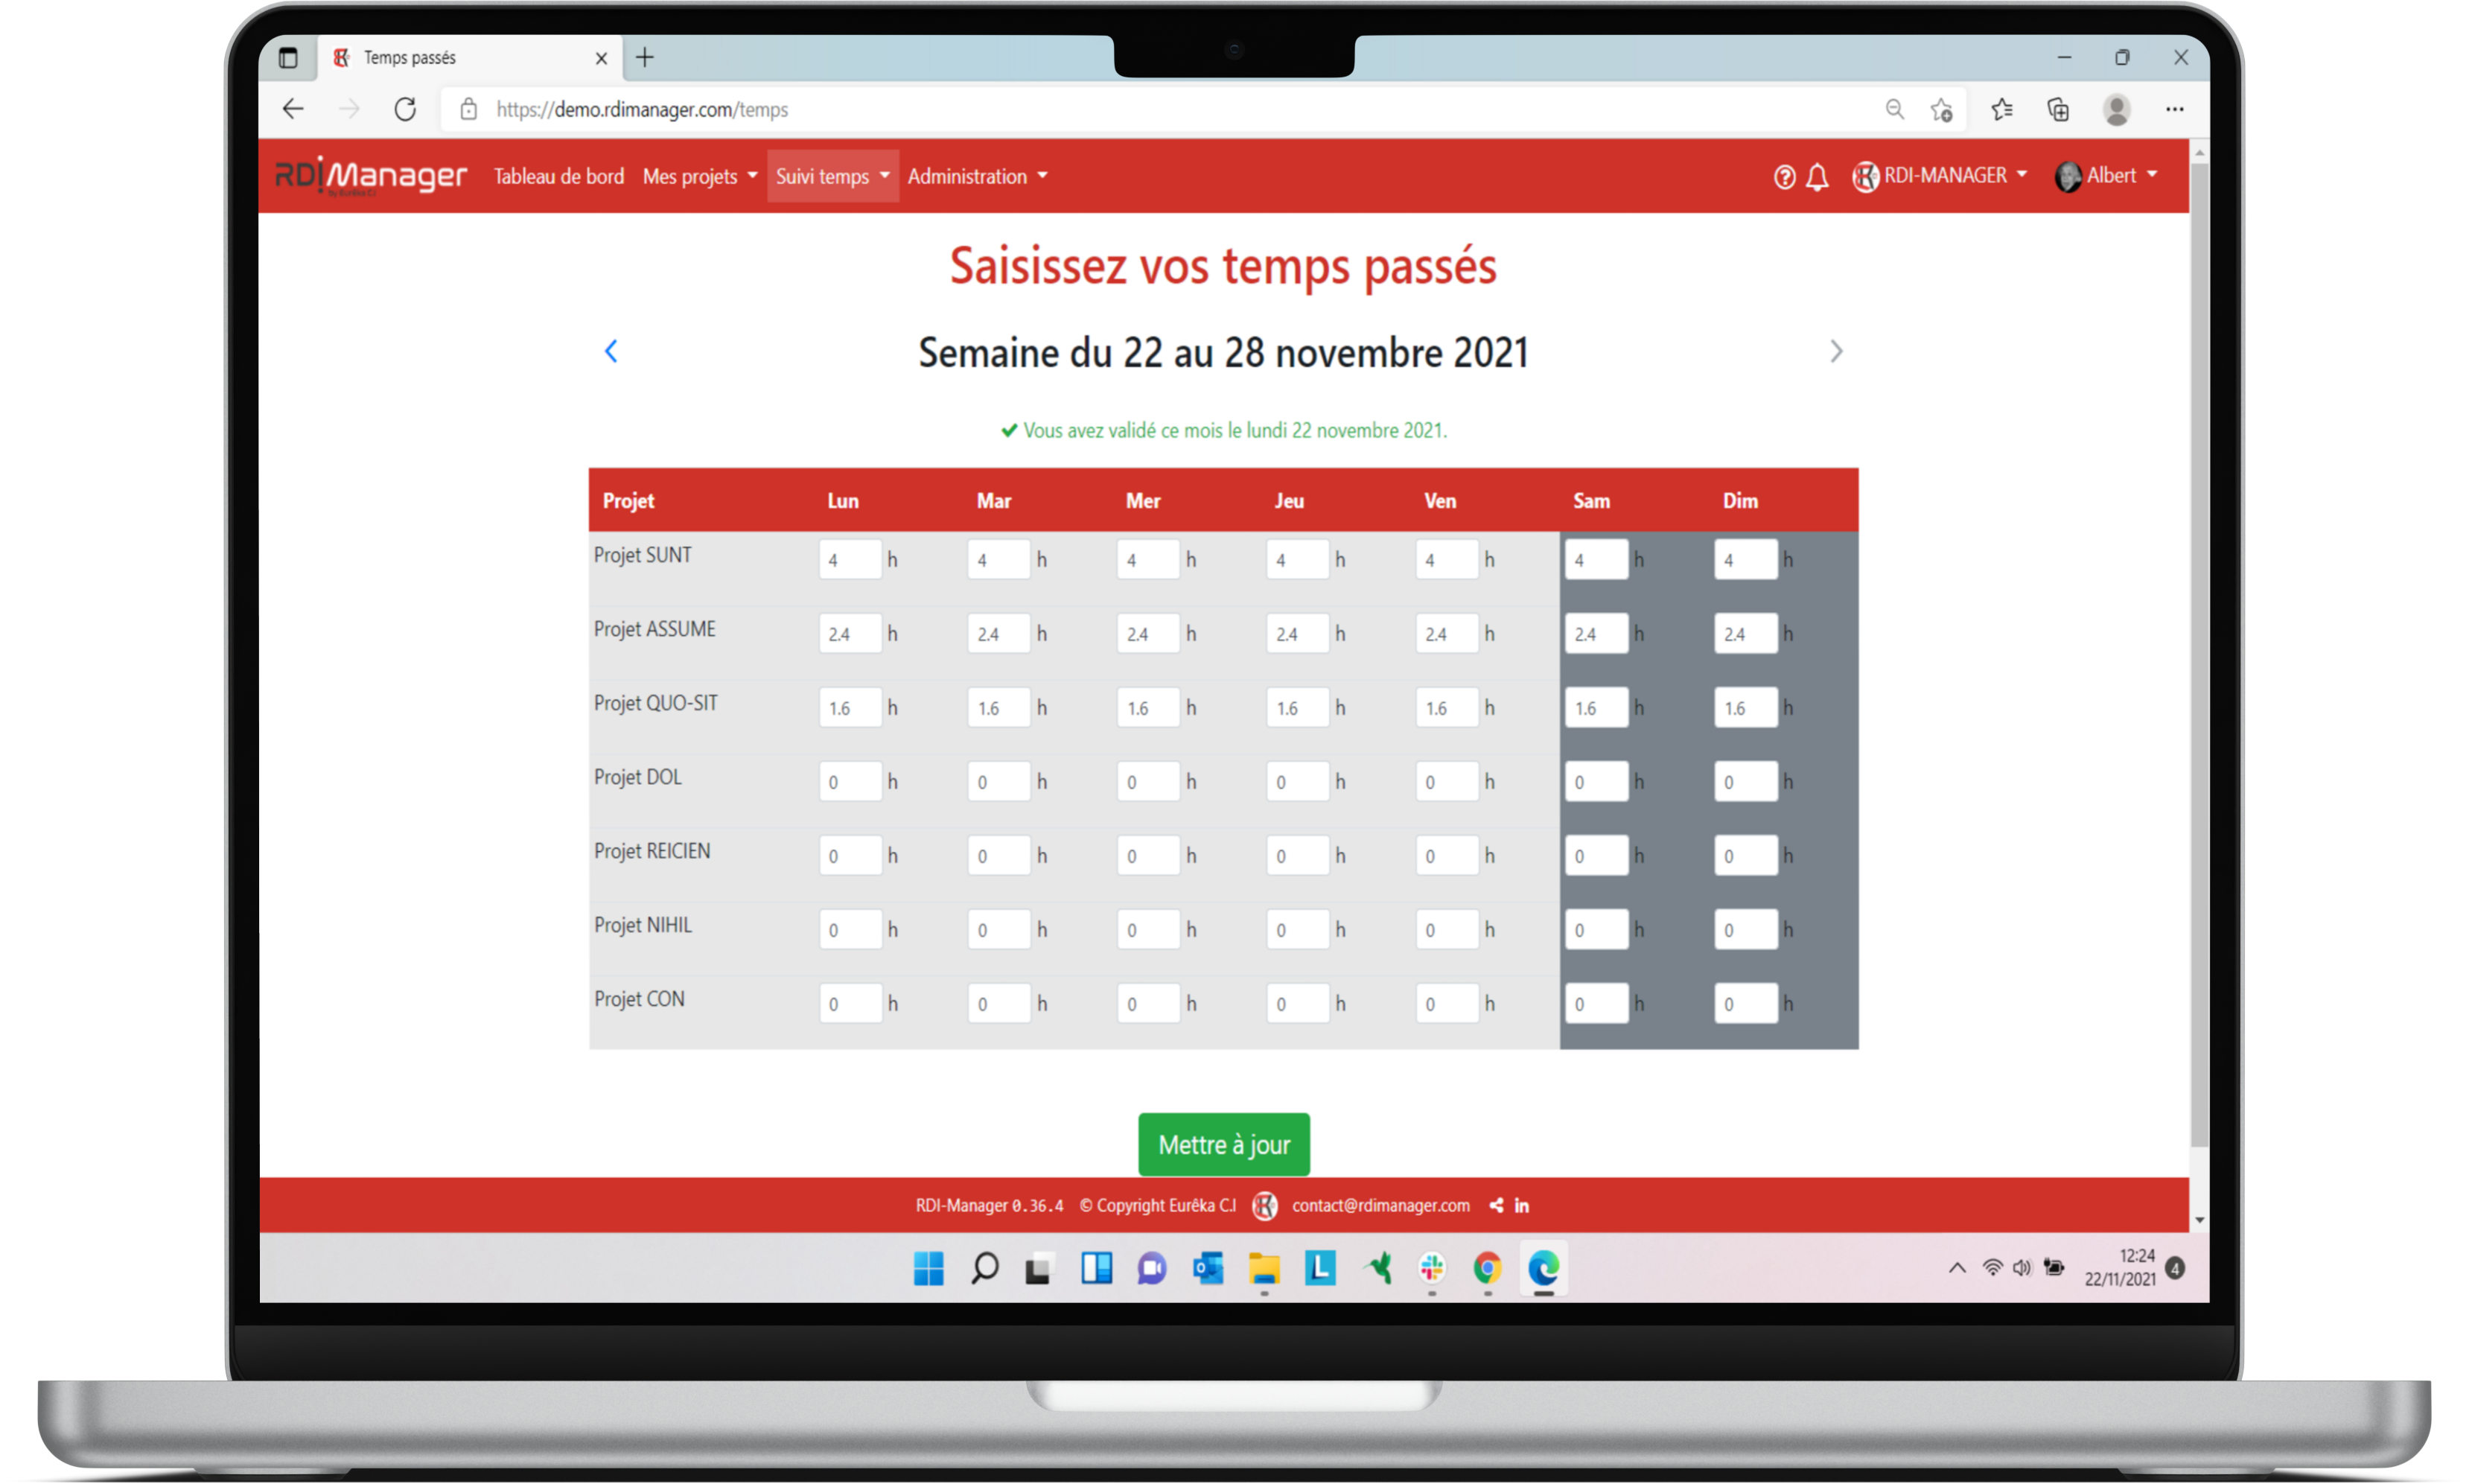 Temps passés
https://demo.rdimanager.com/temps
RDI Manager Tableau de bord Mes projets Suivi temps Administration RDI-MANAGER Albert
by Eurêka C.I
Saisissez vos temps passés
Semaine du 22 au 28 novembre 2021
Vous avez validé ce mois le lundi 22 novembre 2021.
Projet Lun Mar Mer Jeu Ven Sam Dim
Projet SUNT 4 h 4 h 4 h 4 h 4 h 4 h 4 h
Projet ASSUME 2.4 h 2.4 h 2.4 h 2.4 h 2.4 h 2.4 h 2.4 h
Projet QUO-SIT 1.6 h 1.6 h 1.6 h 1.6 h 1.6 h 1.6 h 1.6 h
Projet DOL 0 h 0 h 0 h 0 h 0 h 0 h 0 h
Projet REICIEN 0 h 0 h 0 h 0 h 0 h 0 h 0 h
Projet NIHIL 0 h 0 h 0 h 0 h 0 h 0 h 0 h
Projet CON 0 h 0 h 0 h 0 h 0 h 0 h 0 h
Mettre à jour
RDI-Manager 0.36.4 © Copyright Eurêka C.I contact@rdimanager.com in
12:24
22/11/2021 4